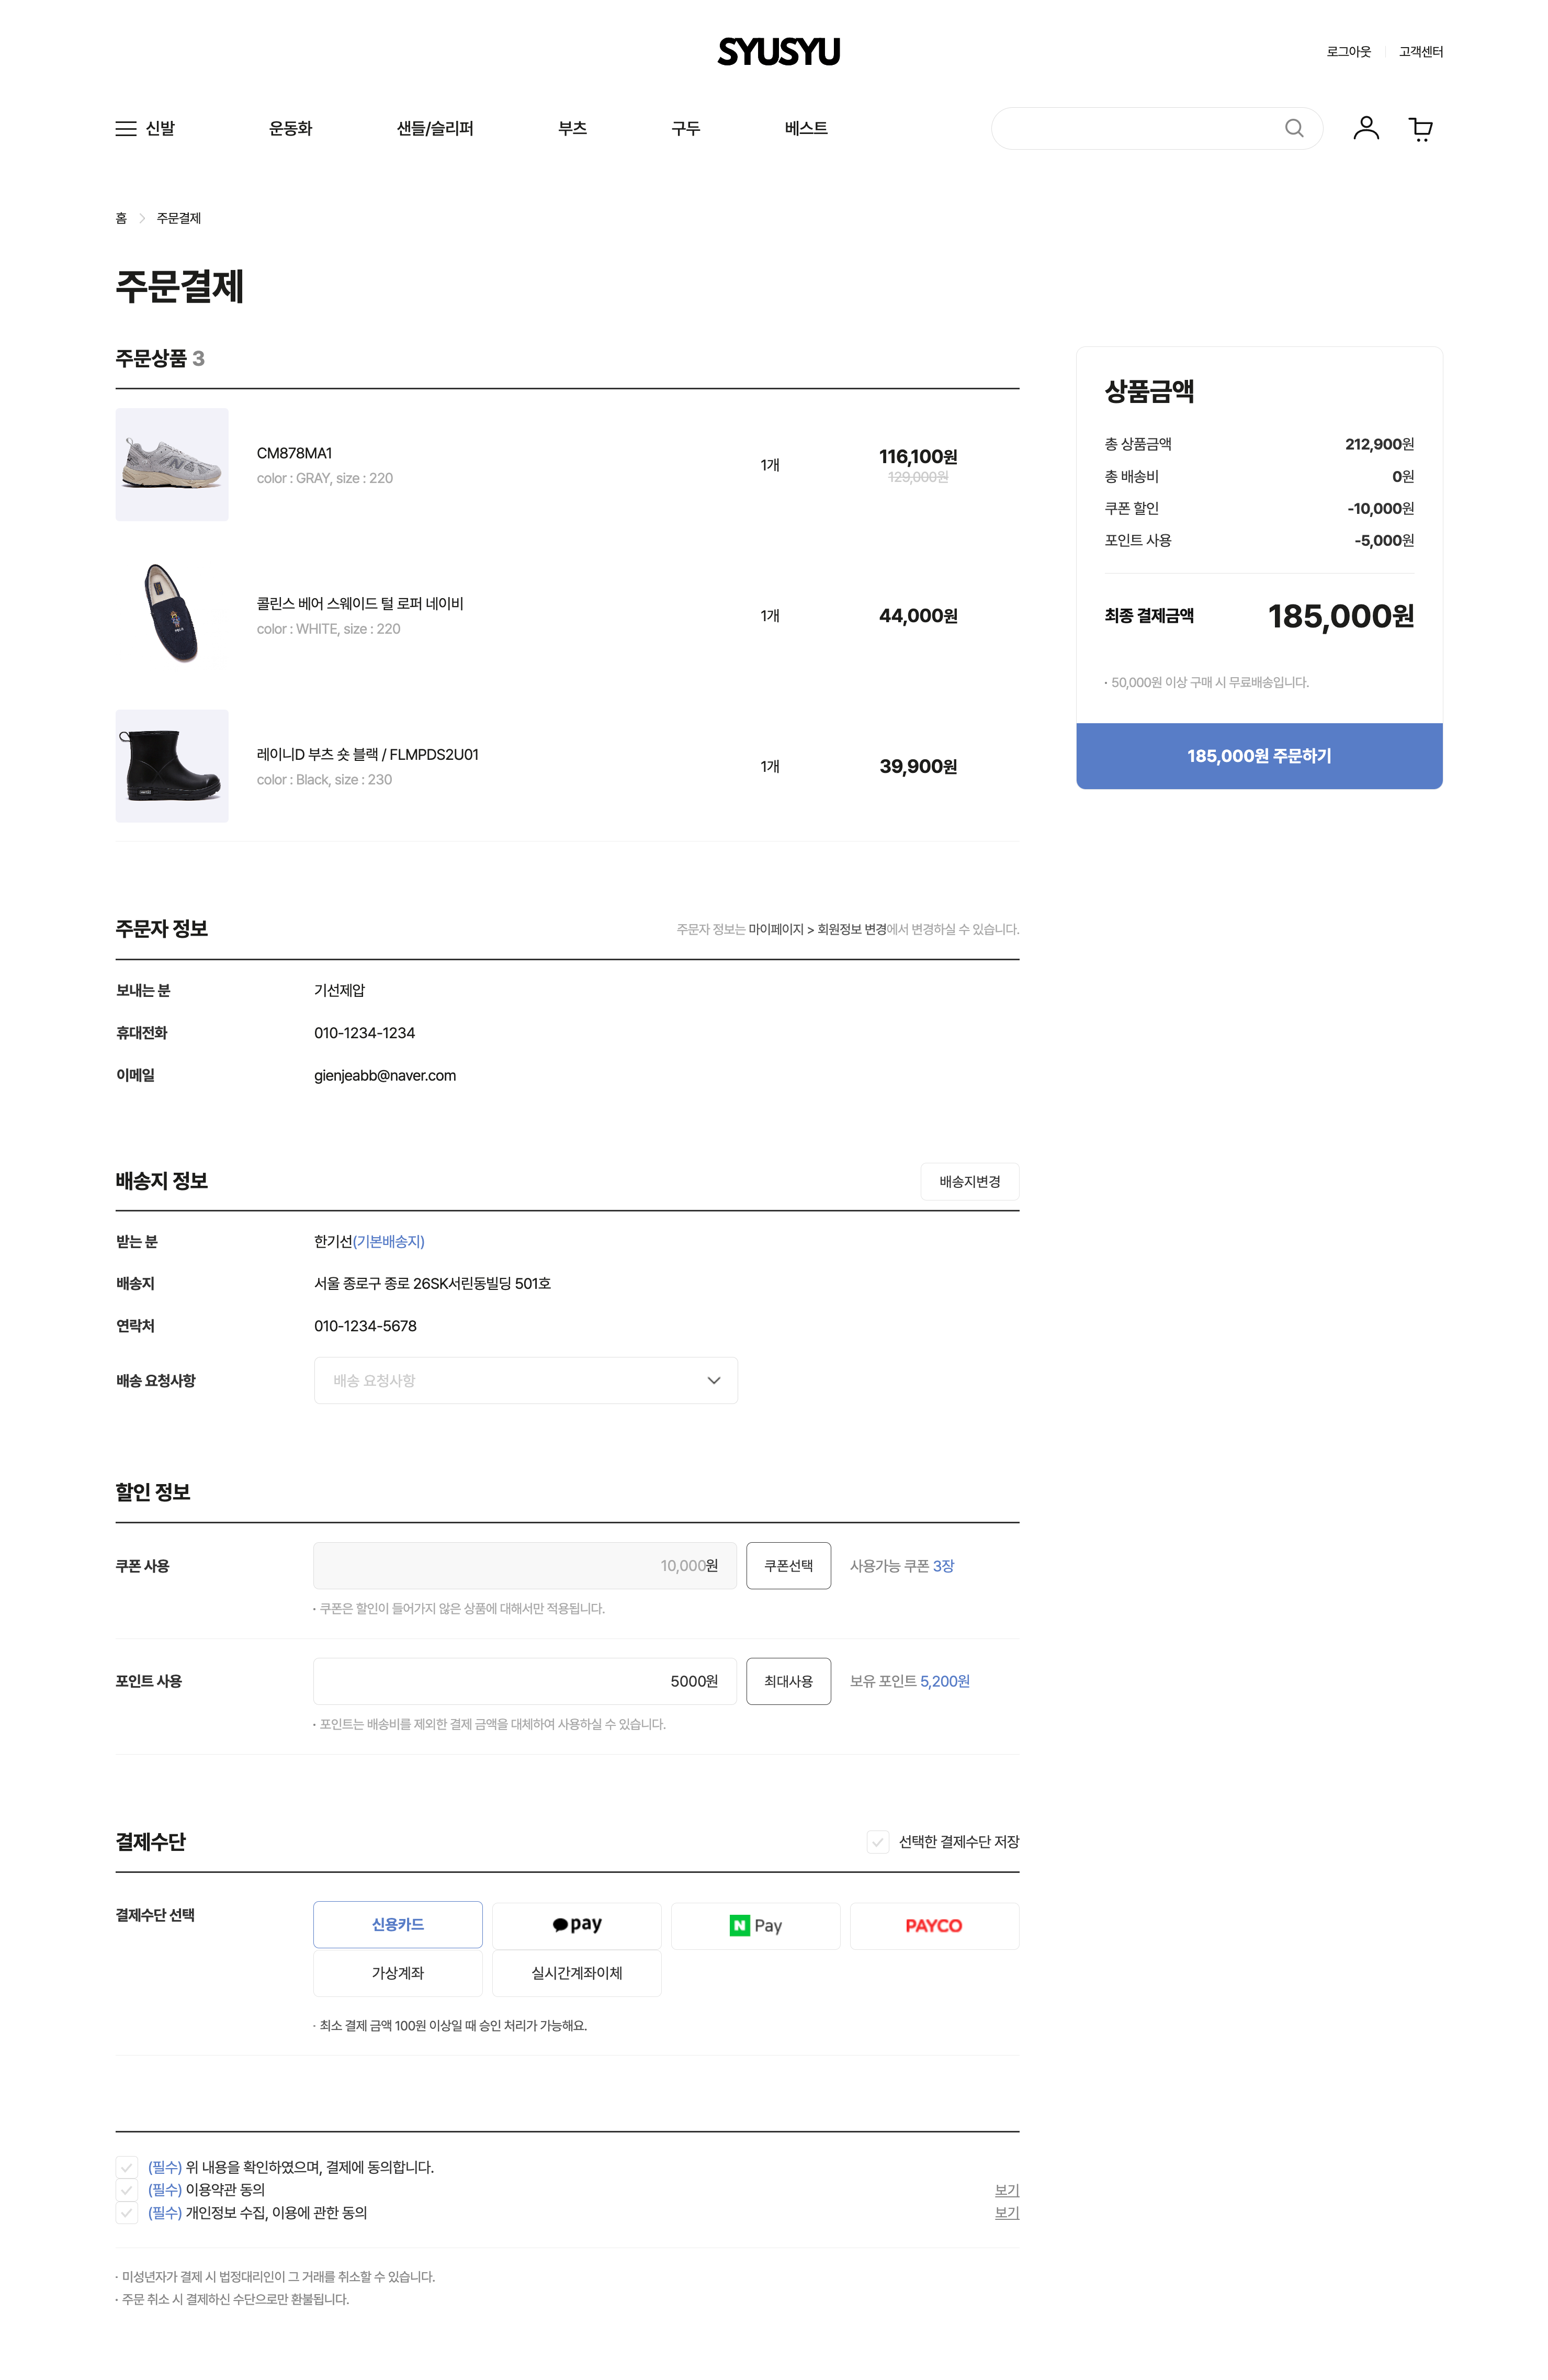 SYUSYU
로그아웃 고객센터
신발 운동화 샌들/슬리퍼 부츠 구두 베스트
홈 주문결제
주문결제
주문상품 3
CM878MA1
color : GRAY, size : 220
1개
116,100원
129,000원
콜린스 베어 스웨이드 털 로퍼 네이비
color : WHITE, size : 220
1개
44,000원
레이니D 부츠 숏 블랙 / FLMPDS2U01
color : Black, size : 230
1개
39,900원
상품금액
총 상품금액 212,900원
총 배송비 0원
쿠폰 할인 -10,000원
포인트 사용 -5,000원
최종 결제금액 185,000원
· 50,000원 이상 구매 시 무료배송입니다.
185,000원 주문하기
주문자 정보
주문자 정보는 마이페이지 > 회원정보 변경에서 변경하실 수 있습니다.
보내는 분 기선제압
휴대전화 010-1234-1234
이메일 gienjeabb@naver.com
배송지 정보
배송지변경
받는 분 한기선(기본배송지)
배송지 서울 종로구 종로 26SK서린동빌딩 501호
연락처 010-1234-5678
배송 요청사항 배송 요청사항
할인 정보
쿠폰 사용 10,000원 쿠폰선택 사용가능 쿠폰 3장
· 쿠폰은 할인이 들어가지 않은 상품에 대해서만 적용됩니다.
포인트 사용 5000원 최대사용 보유 포인트 5,200원
· 포인트는 배송비를 제외한 결제 금액을 대체하여 사용하실 수 있습니다.
결제수단
선택한 결제수단 저장
결제수단 선택 신용카드 pay N Pay PAYCO
가상계좌 실시간계좌이체
· 최소 결제 금액 100원 이상일 때 승인 처리가 가능해요.
(필수) 위 내용을 확인하였으며, 결제에 동의합니다.
(필수) 이용약관 동의 보기
(필수) 개인정보 수집, 이용에 관한 동의 보기
· 미성년자가 결제 시 법정대리인이 그 거래를 취소할 수 있습니다.
· 주문 취소 시 결제하신 수단으로만 환불됩니다.